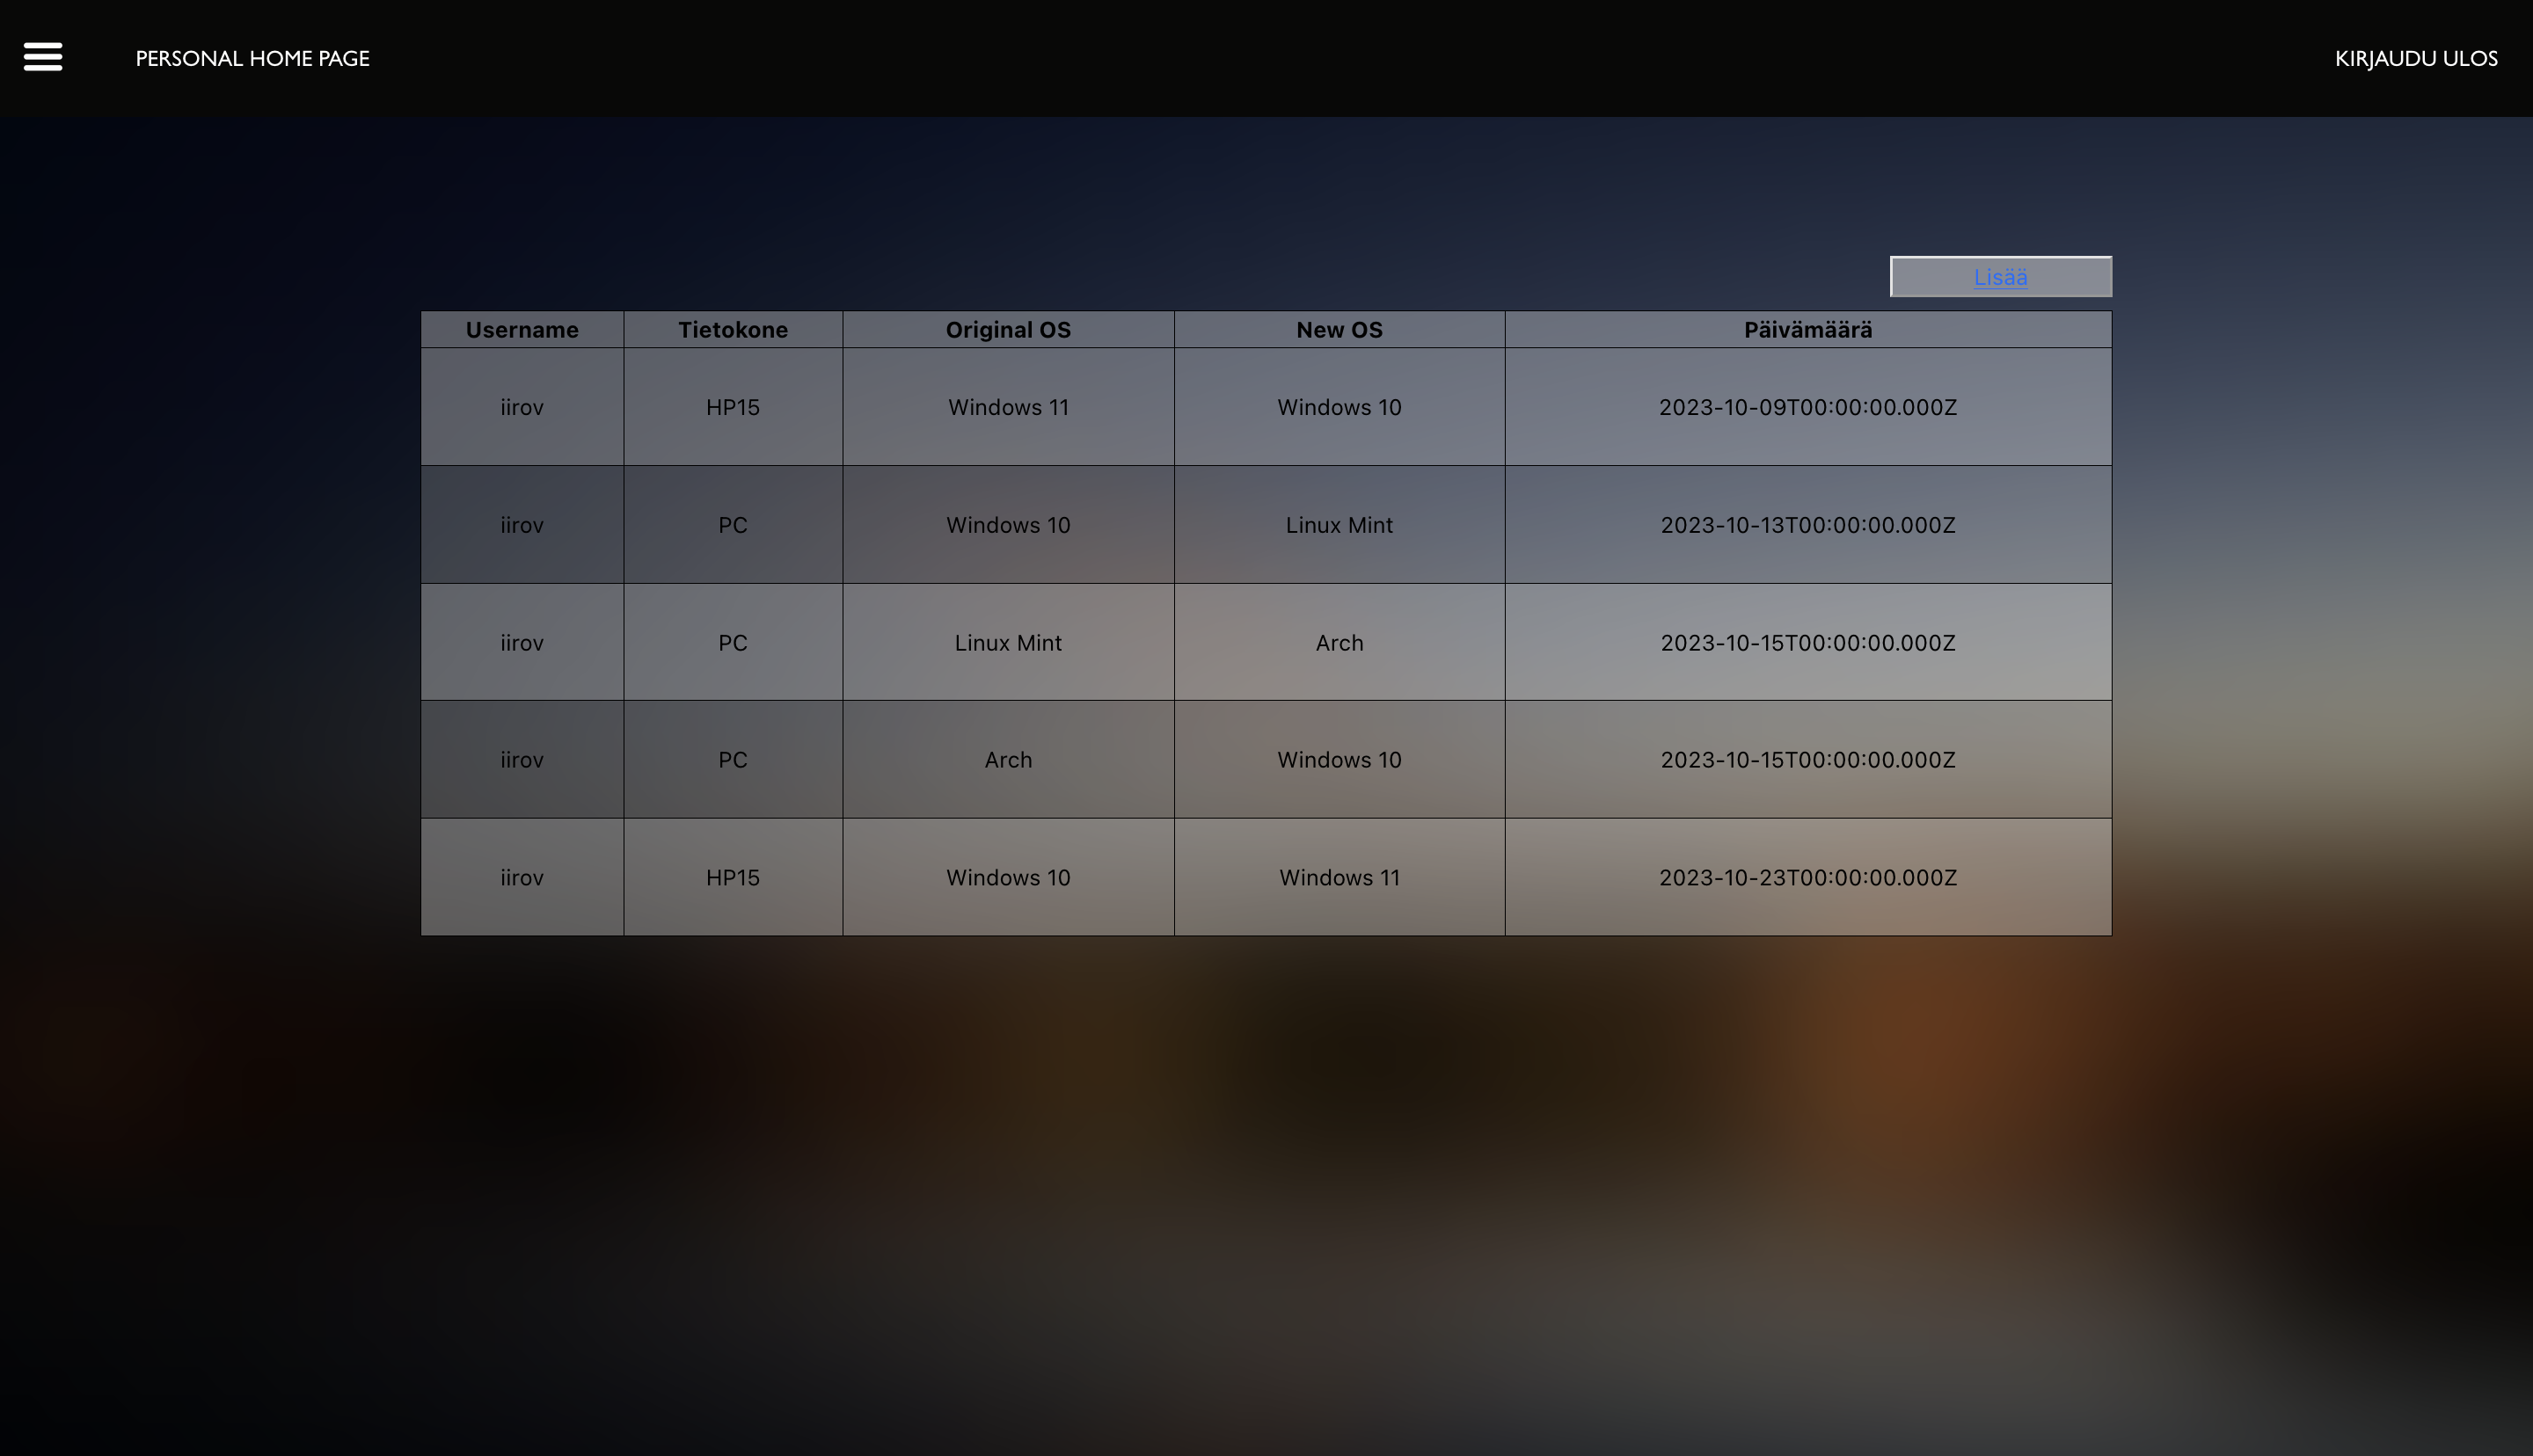 PERSONAL HOME PAGE KIRJAUDU ULOS
Lisää
Username Tietokone Original OS New OS Päivämäärä
iirov HP15 Windows 11 Windows 10 2023-10-09T00:00:00.000Z
iirov PC Windows 10 Linux Mint 2023-10-13T00:00:00.000Z
iirov PC Linux Mint Arch 2023-10-15T00:00:00.000Z
iirov PC Arch Windows 10 2023-10-15T00:00:00.000Z
iirov HP15 Windows 10 Windows 11 2023-10-23T00:00:00.000Z